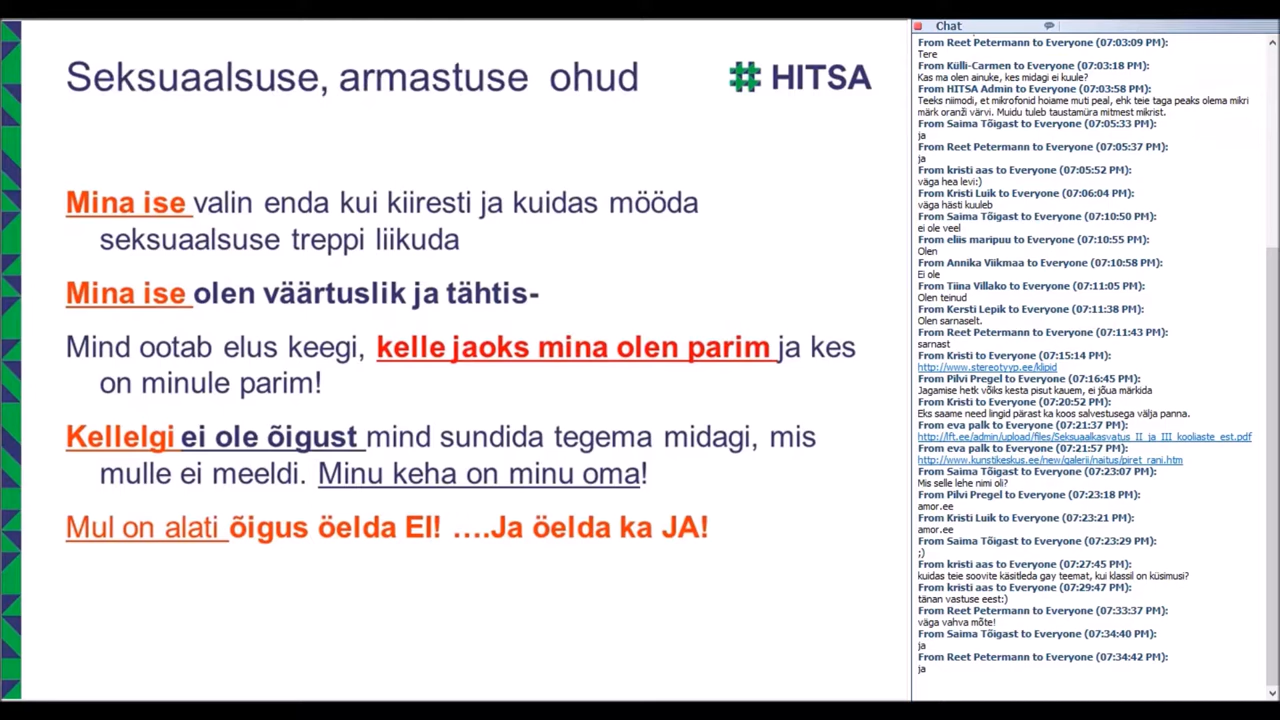 Seksuaalsuse, armastuse ohud
HITSA
Mina ise valin enda kui kiiresti ja kuidas mööda
seksuaalsuse treppi liikuda
Mina ise olen väärtuslik ja tähtis-
Mind ootab elus keegi, kelle jaoks mina olen parim ja kes
on minule parim!
Kellelgi ei ole õigust mind sundida tegema midagi, mis
mulle ei meeldi. Minu keha on minu oma!
Mul on alati õigus öelda EI! ....Ja öelda ka JA!
Chat
From Reet Petermann to Everyone (07:03:09 PM):
Tere
From Külli-Carmen to Everyone (07:03:18 PM):
Kas ma olen ainuke, kes midagi ei kuule?
From HITSA Admin to Everyone (07:03:58 PM):
Teeks niimodi, et mikrofonid hoiame muti peal, ehk teie taga peaks olema mikri
märk oranži värvi. Muidu tuleb taustamüra mitmest mikrist.
From Saima Tõigast to Everyone (07:05:33 PM):
ja
From Reet Petermann to Everyone (07:05:37 PM):
ja
From kristi aas to Everyone (07:05:52 PM):
väga hea levi:)
From Kristi Luik to Everyone (07:06:04 PM):
väga hästi kuuleb
From Saima Tõigast to Everyone (07:10:50 PM):
ei ole veel
From eliis maripuu to Everyone (07:10:55 PM):
Olen
From Annika Viikmaa to Everyone (07:10:58 PM):
Ei ole
From Tiina Villako to Everyone (07:11:05 PM):
Olen teinud
From Kersti Lepik to Everyone (07:11:38 PM):
Olen sarnaselt.
From Reet Petermann to Everyone (07:11:43 PM):
sarnast
From Kristi to Everyone (07:15:14 PM):
http://www.stereotyyp.ee/klipid
From Pilvi Pregel to Everyone (07:16:45 PM):
Jagamise hetk võiks kesta pisut kauem, ei jõua märkida
From Kristi to Everyone (07:20:52 PM):
Eks saame need lingid pärast ka koos salvestusega välja panna.
From eva palk to Everyone (07:21:37 PM):
http://lft.ee/admin/upload/files/Seksuaalkasvatus_II_ja_III_kooliaste_est.pdf
From eva palk to Everyone (07:21:57 PM):
http://www.kunstikeskus.ee/new/galerii/naitus/piret_rani.htm
From Saima Tõigast to Everyone (07:23:07 PM):
Mis selle lehe nimi oli?
From Pilvi Pregel to Everyone (07:23:18 PM):
amor.ee
From Kristi Luik to Everyone (07:23:21 PM):
amor.ee
From Saima Tõigast to Everyone (07:23:29 PM):
;)
From kristi aas to Everyone (07:27:45 PM):
kuidas teie soovite käsitleda gay teemat, kui klassil on küsimusi?
From kristi aas to Everyone (07:29:47 PM):
tänan vastuse eest:)
From Reet Petermann to Everyone (07:33:37 PM):
väga vahva mõte!
From Saima Tõigast to Everyone (07:34:40 PM):
ja
From Reet Petermann to Everyone (07:34:42 PM):
ja